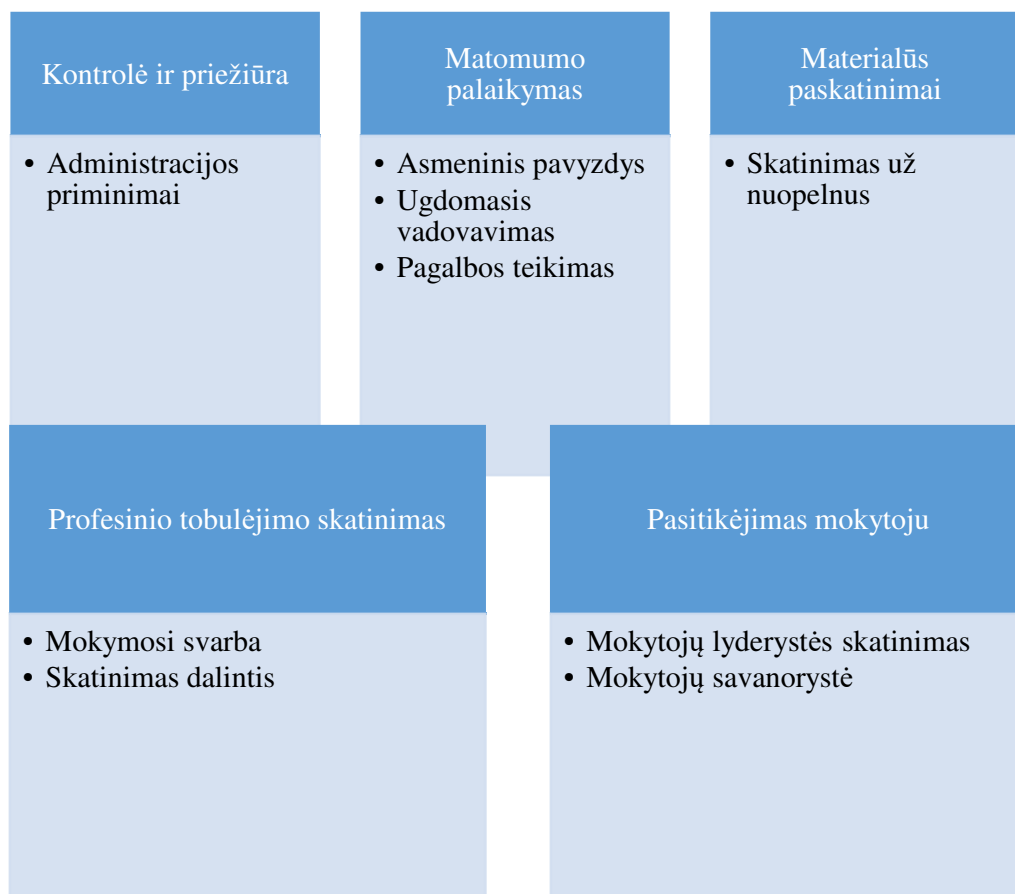 Kontrolė ir priežiūra
• Administracijos
priminimai
Matomumo
palaikymas
• Asmeninis pavyzdys
• Ugdomasis
vadovavimas
• Pagalbos teikimas
Materialūs
paskatinimai
• Skatinimas už
nuopelnus
Profesinio tobulėjimo skatinimas
• Mokymosi svarba
• Skatinimas dalintis
Pasitikėjimas mokytoju
• Mokytojų lyderystės skatinimas
• Mokytojų savanorystė